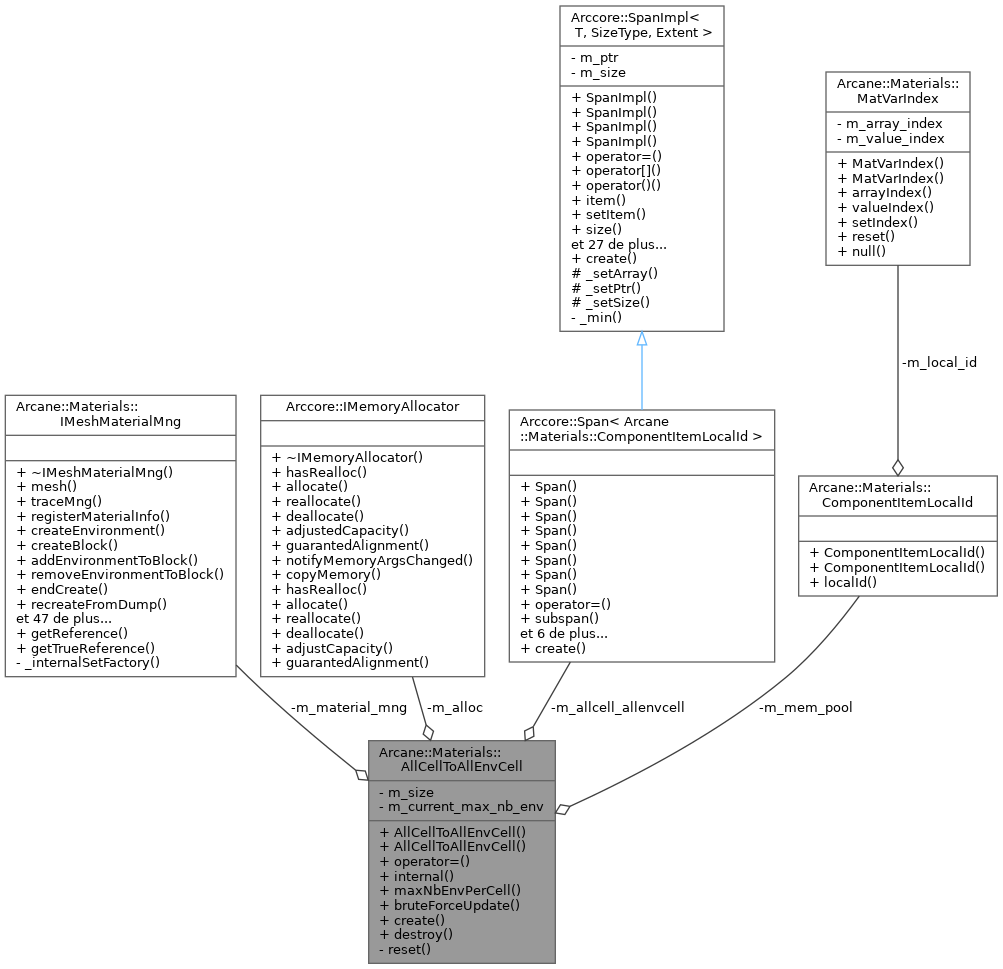 Arccore::SpanImpl<
T, SizeType, Extent >
- m_ptr
- m_size
+ SpanImpl()
+ SpanImpl()
+ SpanImpl()
+ SpanImpl()
+ operator=()
+ operator[]()
+ operator()()
+ item()
+ setItem()
+ size()
et 27 de plus...
+ create()
# _setArray()
# _setPtr()
# _setSize()
- _min()
Arcane::Materials::
MatVarIndex
- m_array_index
- m_value_index
+ MatVarIndex()
+ MatVarIndex()
+ arrayIndex()
+ valueIndex()
+ setIndex()
+ reset()
+ null()
-m_local_id
Arcane::Materials::
IMeshMaterialMng
+ ~IMeshMaterialMng()
+ mesh()
+ traceMng()
+ registerMaterialInfo()
+ createEnvironment()
+ createBlock()
+ addEnvironmentToBlock()
+ removeEnvironmentToBlock()
+ endCreate()
+ recreateFromDump()
et 47 de plus...
+ getReference()
+ getTrueReference()
- _internalSetFactory()
Arccore::IMemoryAllocator
+ ~IMemoryAllocator()
+ hasRealloc()
+ allocate()
+ reallocate()
+ deallocate()
+ adjustedCapacity()
+ guarantedAlignment()
+ notifyMemoryArgsChanged()
+ copyMemory()
+ hasRealloc()
+ allocate()
+ reallocate()
+ deallocate()
+ adjustCapacity()
+ guarantedAlignment()
Arccore::Span< Arcane
::Materials::ComponentItemLocalId >
+ Span()
+ Span()
+ Span()
+ Span()
+ Span()
+ Span()
+ Span()
+ Span()
+ operator=()
+ subspan()
et 6 de plus...
+ create()
Arcane::Materials::
ComponentItemLocalId
+ ComponentItemLocalId()
+ ComponentItemLocalId()
+ localId()
-m_material_mng
-m_alloc
-m_allcell_allenvcell
-m_mem_pool
Arcane::Materials::
AllCellToAllEnvCell
- m_size
- m_current_max_nb_env
+ AllCellToAllEnvCell()
+ AllCellToAllEnvCell()
+ operator=()
+ internal()
+ maxNbEnvPerCell()
+ bruteForceUpdate()
+ create()
+ destroy()
- reset()